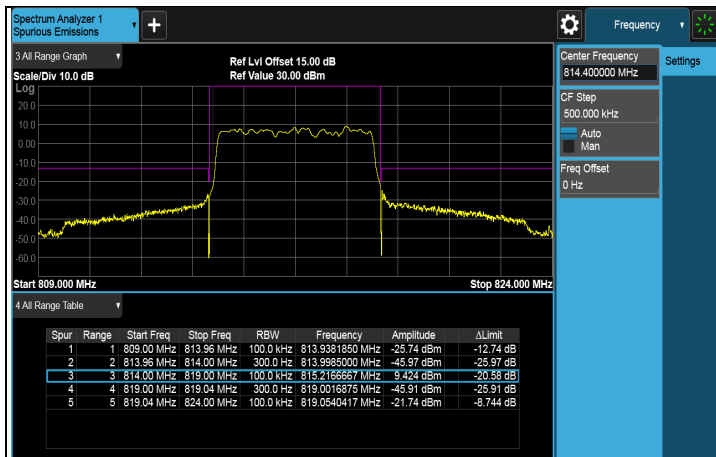 Spectrum Analyzer 1
Spurious Emissions
+
Frequency
3 All Range Graph
Ref Lvl Offset 15.00 dB
Scale/Div 10.0 dB
Ref Value 30.00 dBm
Log
20.0
10.0
0.00
-10.0
-20.0
-30.0
-40.0
-50.0
-60.0
Start 809.000 MHz
Stop 824.000 MHz
Center Frequency
814.400000 MHz
Settings
CF Step
500.000 kHz
Auto
Man
Freq Offset
0 Hz
4 All Range Table
Spur Range Start Freq Stop Freq RBW Frequency Amplitude ΔLimit
1 1 809.00 MHz 813.96 MHz 100.0 kHz 813.9381850 MHz -25.74 dBm -12.74 dB
2 2 813.96 MHz 814.00 MHz 300.0 Hz 813.9985000 MHz -45.97 dBm -25.97 dB
3 3 814.00 MHz 819.00 MHz 100.0 kHz 815.2166667 MHz 9.424 dBm -20.58 dB
4 4 819.00 MHz 819.04 MHz 300.0 Hz 819.0016875 MHz -45.91 dBm -25.91 dB
5 5 819.04 MHz 824.00 MHz 100.0 kHz 819.0540417 MHz -21.74 dBm -8.744 dB